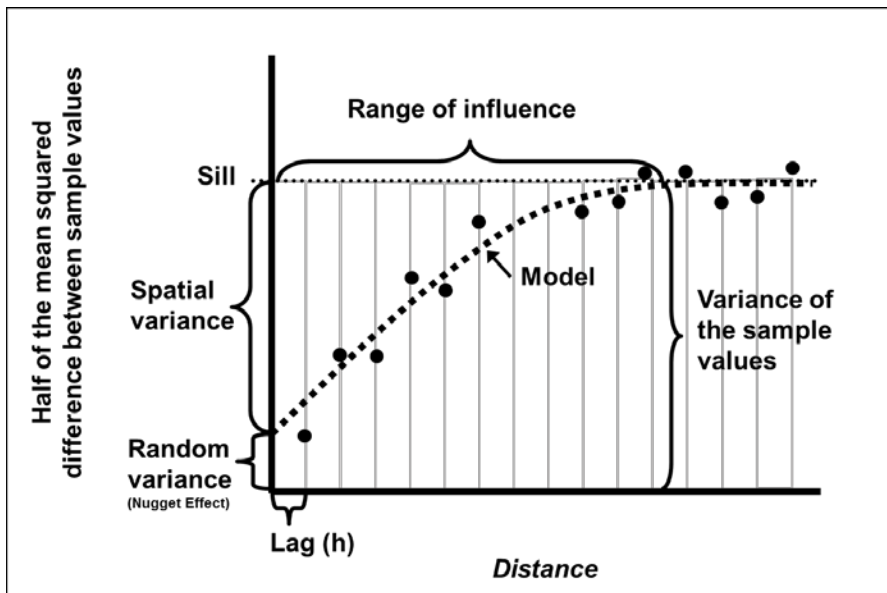 Half of the mean squared
difference between sample values
Range of influence
Sill
Spatial
variance
Model
Variance of
the sample
values
Random
variance
(Nugget Effect)
Lag (h)
Distance